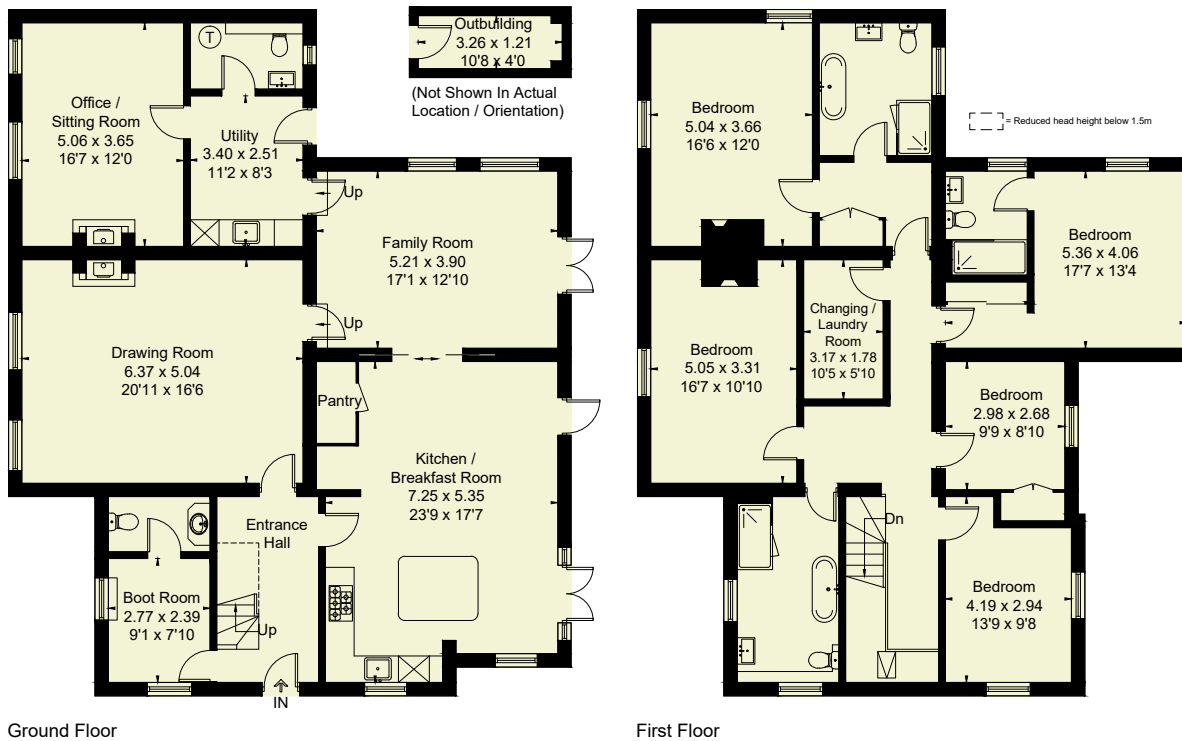 Outbuilding
3.26 x 1.21
10'8 x 4'0
(Not Shown In Actual
Location / Orientation)
T
Office /
Sitting Room
5.06 x 3.65
16'7 x 12'0
Utility
3.40 x 2.51
11'2 x 8'3
Up
Family Room
5.21 x 3.90
17'1 x 12'10
Up
Drawing Room
6.37 x 5.04
20'11 x 16'6
Pantry
Kitchen /
Breakfast Room
7.25 x 5.35
23'9 x 17'7
Entrance
Hall
Boot Room
2.77 x 2.39
9'1 x 7'10
Up
IN
Ground Floor
Bedroom
5.04 x 3.66
16'6 x 12'0
= Reduced head height below 1.5m
Bedroom
5.36 x 4.06
17'7 x 13'4
Changing /
Laundry
Room
3.17 x 1.78
10'5 x 5'10
Bedroom
5.05 x 3.31
16'7 x 10'10
Bedroom
2.98 x 2.68
9'9 x 8'10
Dn
Bedroom
4.19 x 2.94
13'9 x 9'8
First Floor